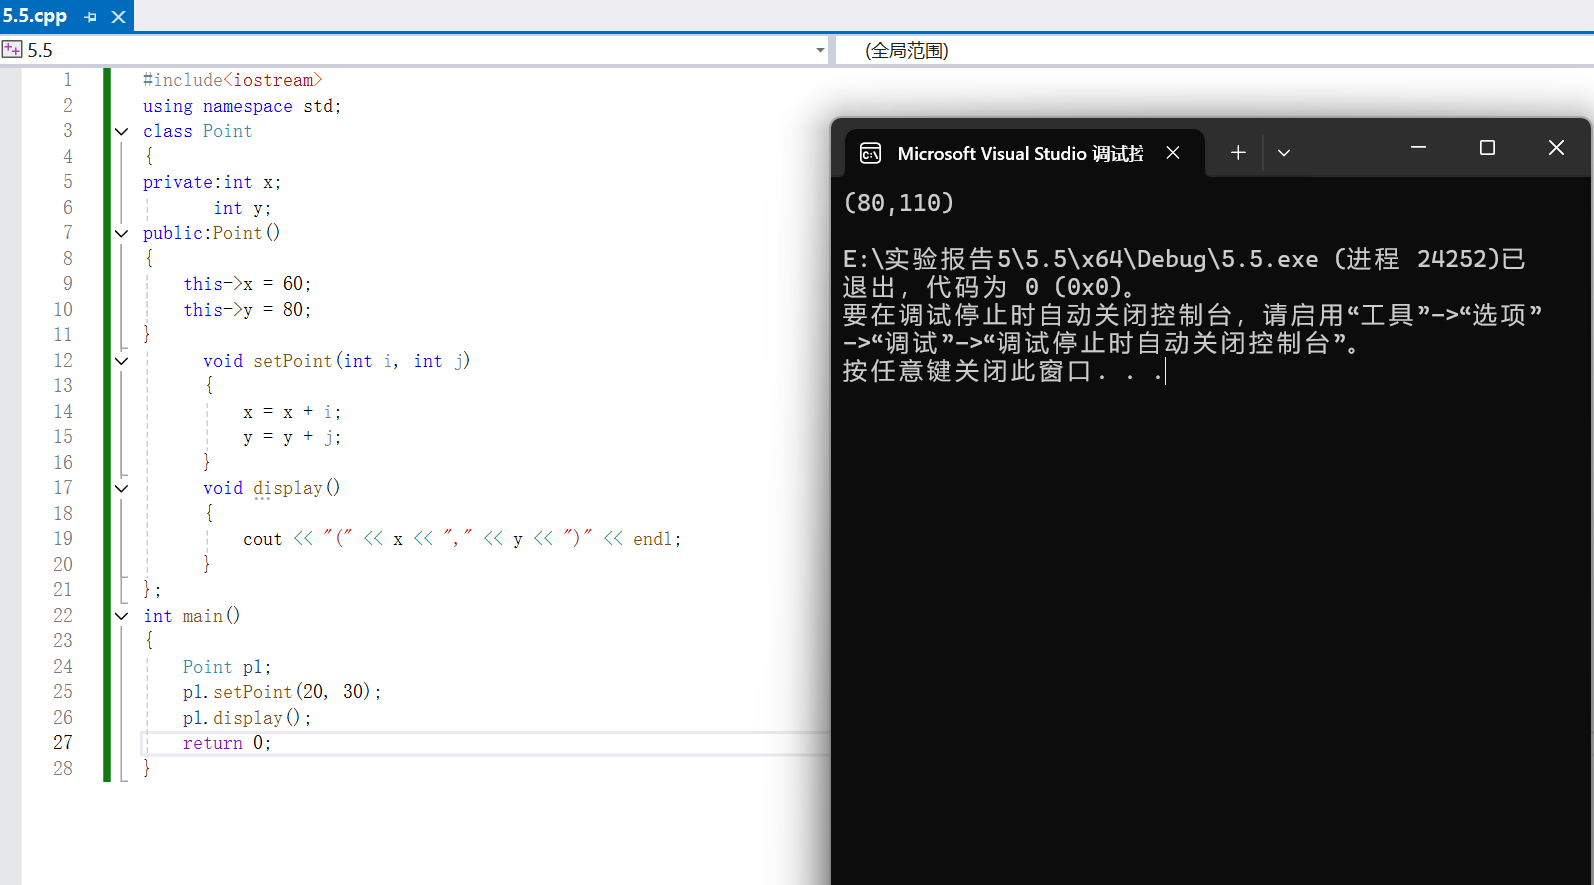 5.5.cpp
5.5
(全局范围)
1 #include<iostream>
2 using namespace std;
3 class Point
4 {
5 private:int x;
6 int y;
7 public:Point()
8 {
9 this->x = 60;
10 this->y = 80;
11 }
12 void setPoint(int i, int j)
13 {
14 x = x + i;
15 y = y + j;
16 }
17 void display()
18 {
19 cout << "(" << x << "," << y << ")" << endl;
20 }
21 };
22 int main()
23 {
24 Point p1;
25 p1.setPoint(20, 30);
26 p1.display();
27 return 0;
28 }
Microsoft Visual Studio 调试控
(80,110)
E:\实验报告5\5.5\x64\Debug\5.5.exe (进程 24252)已
退出，代码为 0 (0x0)。
要在调试停止时自动关闭控制台，请启用“工具”->“选项”
->“调试”->“调试停止时自动关闭控制台”。
按任意键关闭此窗口. . .